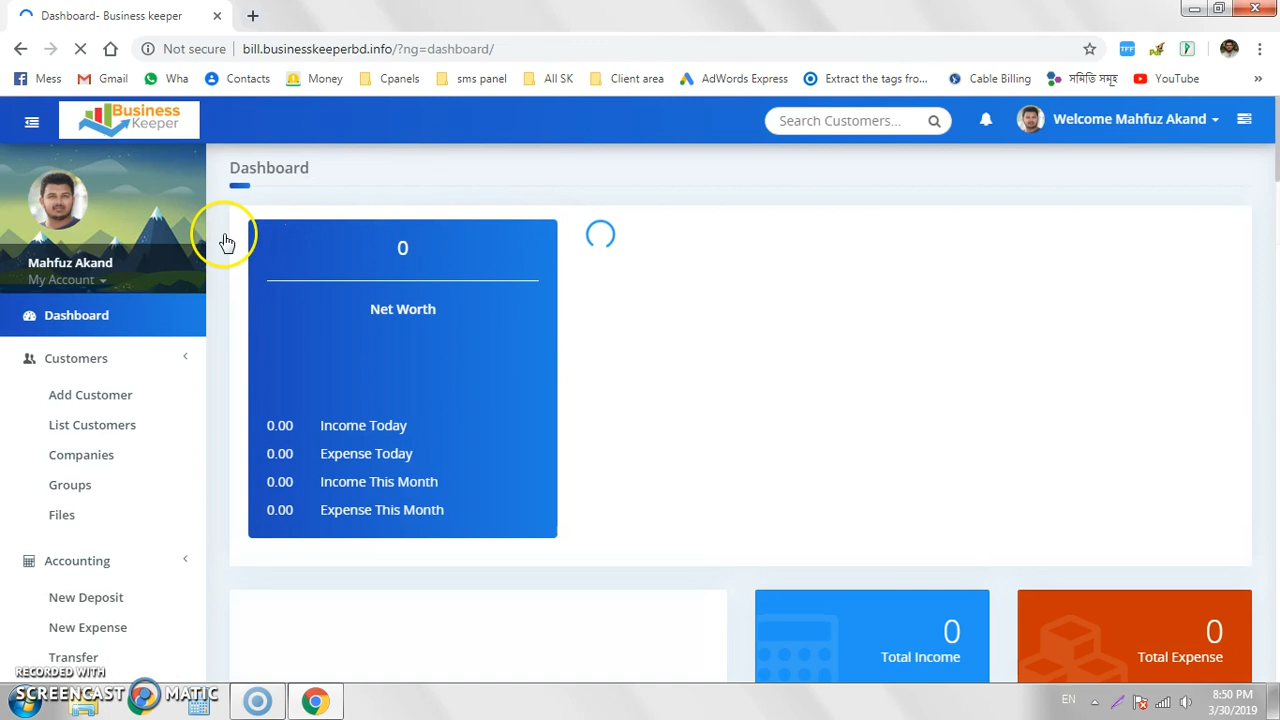 Dashboard- Business keeper
Not secure
bill.businesskeeperbd.info/?ng=dashboard/
TFF
Mess
Gmail
Wha
Contacts
Money
Cpanels
sms panel
All SK
Client area
AdWords Express
Extract the tags fro...
Cable Billing
সমিতি সমূহ
YouTube
»
Business
Keeper
Search Customers...
Welcome Mahfuz Akand
Mahfuz Akand
My Account
Dashboard
Customers
Add Customer
List Customers
Companies
Groups
Files
Accounting
New Deposit
New Expense
Transfer
Dashboard
0
Net Worth
0.00 Income Today
0.00 Expense Today
0.00 Income This Month
0.00 Expense This Month
0
Total Income
0
Total Expense
RECORDED WITH
SCREENCAST MATIC
EN
8:50 PM
3/30/2019